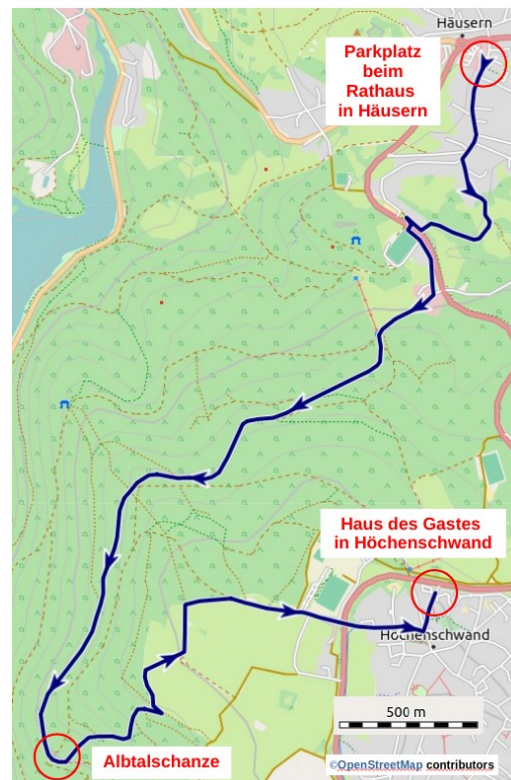 Häusern
Parkplatz
beim
Rathaus
in Häusern
Haus des Gastes
in Höchenschwand
Höchenschwand
500 m
Albtalschanze
©OpenStreetMap contributors